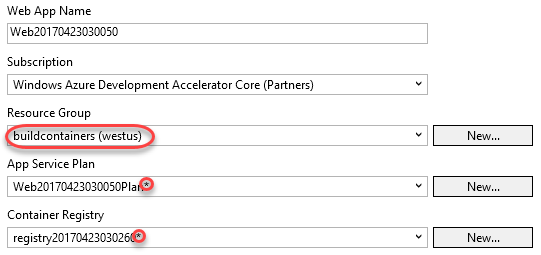 Web App Name
Web20170423030050
Subscription
Windows Azure Development Accelerator Core (Partners)
Resource Group
buildcontainers (westus)
New...
App Service Plan
Web20170423030050Plan*
New...
Container Registry
New...